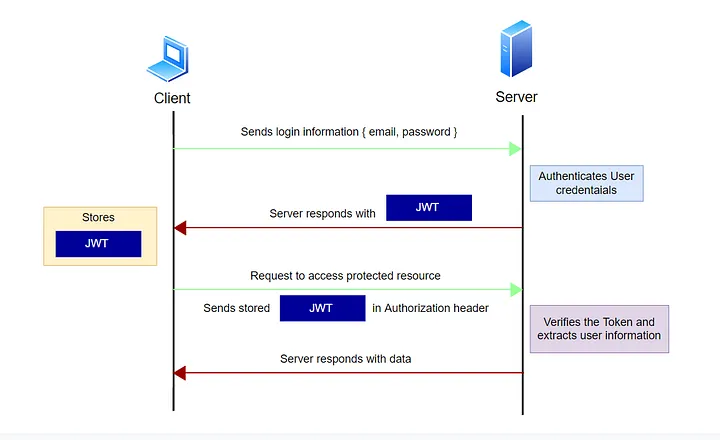 Client
Server
Sends login information { email, password }
Authenticates User
credentaials
Server responds with JWT
Stores
JWT
Request to access protected resource
Sends stored JWT in Authorization header
Verifies the Token and
extracts user information
Server responds with data